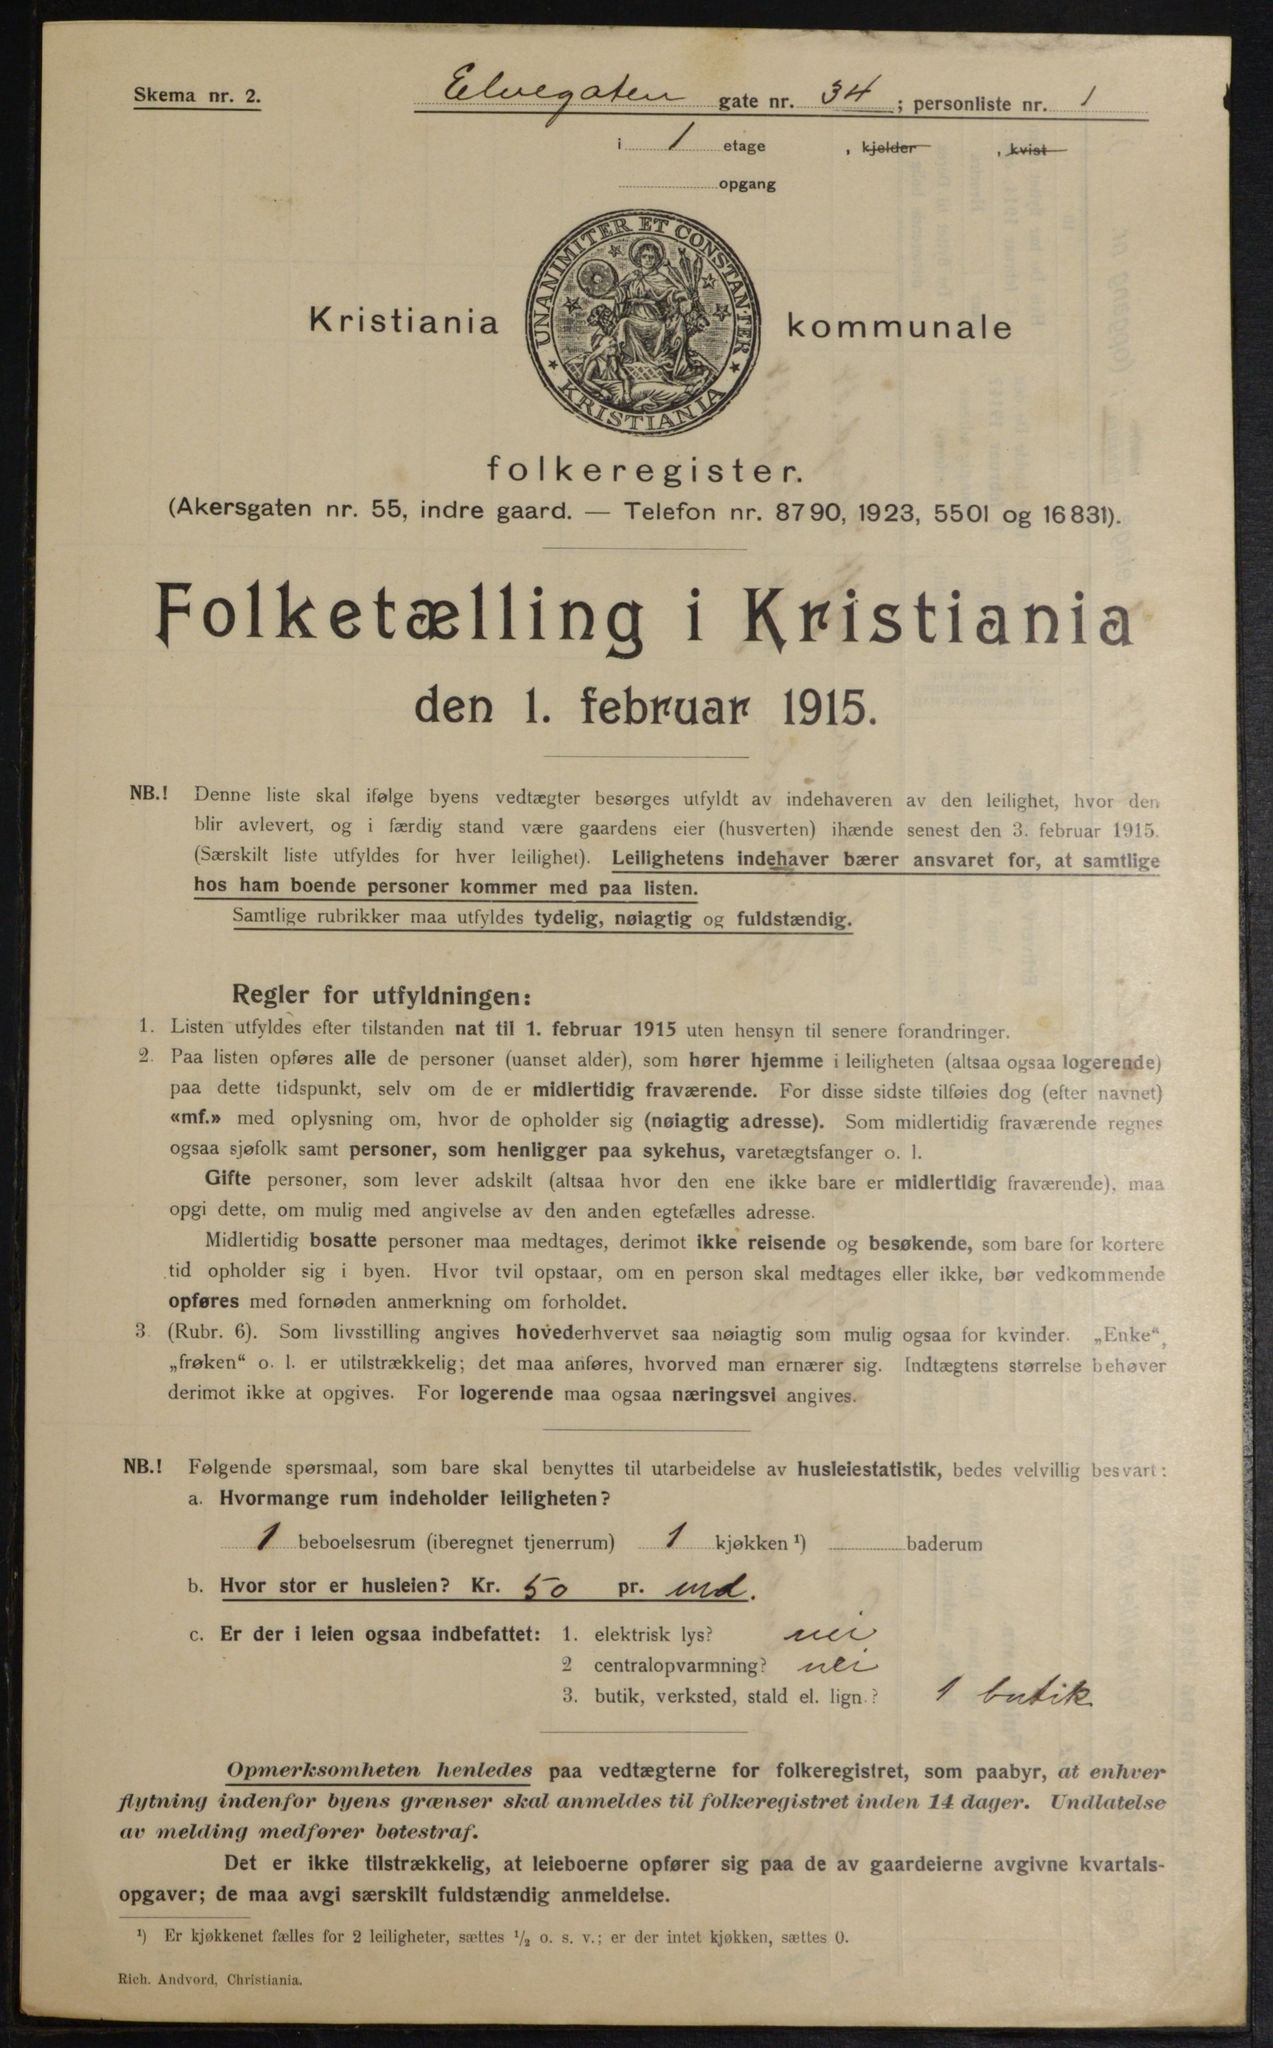 Skema nr. 2.
Elvegaten gate nr. 34; personliste nr. 1
i 1 etage , kjelder , kvist
opgang
UNANIMITER ET CONSTANTER
KRISTIANIA
Kristiania kommunale
folkeregister.
(Akersgaten nr. 55, indre gaard. — Telefon nr. 8790, 1923, 5501 og 16831).
Folketælling i Kristiania
den 1. februar 1915.
NB.! Denne liste skal ifølge byens vedtægter besørges utfyldt av indehaveren av den leilighet, hvor den
blir avlevert, og i færdig stand være gaardens eier (husverten) ihænde senest den 3. februar 1915.
(Særskilt liste utfyldes for hver leilighet). Leilighetens indehaver bærer ansvaret for, at samtlige
hos ham boende personer kommer med paa listen.
Samtlige rubrikker maa utfyldes tydelig, nøiagtig og fuldstændig.
Regler for utfyldningen:
1. Listen utfyldes efter tilstanden nat til 1. februar 1915 uten hensyn til senere forandringer.
2. Paa listen opføres alle de personer (uanset alder), som hører hjemme i leiligheten (altsaa ogsaa logerende)
paa dette tidspunkt, selv om de er midlertidig fraværende. For disse sidste tilføies dog (efter navnet)
«mf.» med oplysning om, hvor de opholder sig (nøiagtig adresse). Som midlertidig fraværende regnes
ogsaa sjøfolk samt personer, som henligger paa sykehus, varetægtsfanger o. l.
Gifte personer, som lever adskilt (altsaa hvor den ene ikke bare er midlertidig fraværende), maa
opgi dette, om mulig med angivelse av den anden egtefælles adresse.
Midlertidig bosatte personer maa medtages, derimot ikke reisende og besøkende, som bare for kortere
tid opholder sig i byen. Hvor tvil opstaar, om en person skal medtages eller ikke, bør vedkommende
opføres med fornøden anmerkning om forholdet.
3. (Rubr. 6). Som livsstilling angives hovederhvervet saa nøiagtig som mulig ogsaa for kvinder. „Enke“,
„frøken“ o. l. er utilstrækkelig; det maa anføres, hvorved man ernærer sig. Indtægtens størrelse behøver
derimot ikke at opgives. For logerende maa ogsaa næringsvei angives.
NB.! Følgende spørsmaal, som bare skal benyttes til utarbeidelse av husleiestatistik, bedes velvillig besvart:
a. Hvormange rum indeholder leiligheten?
1 beboelsesrum (iberegnet tjenerrum) 1 kjøkken ¹) baderum
b. Hvor stor er husleien? Kr. 50 pr. md.
c. Er der i leien ogsaa indbefattet: 1. elektrisk lys? nei
2 centralopvarmning? nei
3. butik, verksted, stald el. lign.? 1 butik
Opmerksomheten henledes paa vedtægterne for folkeregistret, som paabyr, at enhver
flytning indenfor byens grænser skal anmeldes til folkeregistret inden 14 dager. Undlatelse
av melding medfører bøtestraf.
Det er ikke tilstrækkelig, at leieboerne opfører sig paa de av gaardeierne avgivne kvartals-
opgaver; de maa avgi særskilt fuldstændig anmeldelse.
¹) Er kjøkkenet fælles for 2 leiligheter, sættes ½ o. s. v.; er der intet kjøkken, sættes 0.
Rich. Andvord, Christiania.